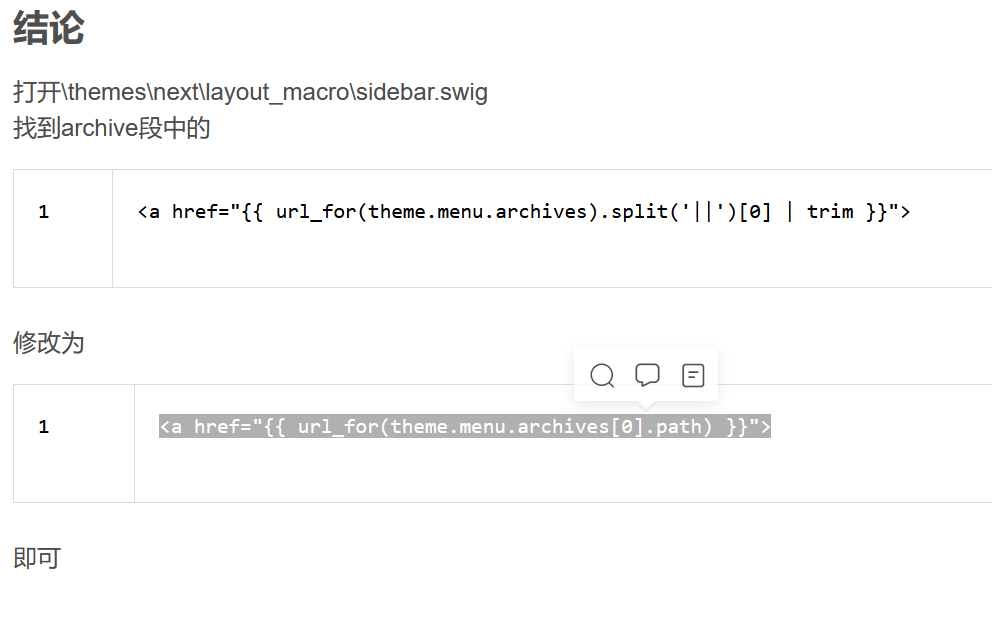 结论
打开\themes\next\layout_macro\sidebar.swig
找到archive段中的
1
<a href="{{ url_for(theme.menu.archives).split('||')[0] | trim }}">
修改为
1
<a href="{{ url_for(theme.menu.archives[0].path) }}">
即可